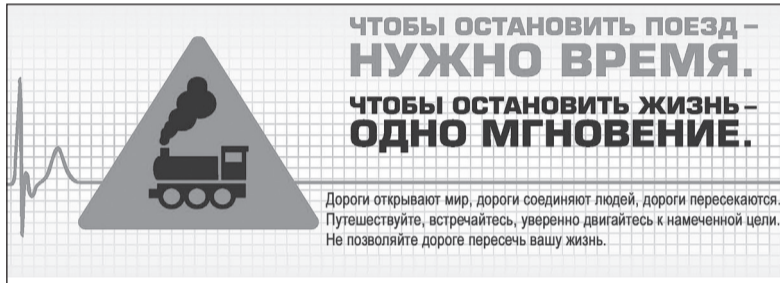 ЧТОБЫ ОСТАНОВИТЬ ПОЕЗД –
НУЖНО ВРЕМЯ.
ЧТОБЫ ОСТАНОВИТЬ ЖИЗНЬ –
ОДНО МГНОВЕНИЕ.
Дороги открывают мир, дороги соединяют людей, дороги пересекаются.
Путешествуйте, встречайтесь, уверенно двигайтесь к намеченной цели.
Не позволяйте дороге пересечь вашу жизнь.